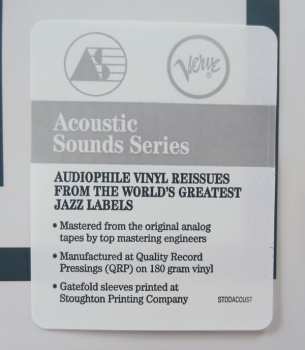 AS
Verve
Acoustic
Sounds Series
AUDIOPHILE VINYL REISSUES
FROM THE WORLD'S GREATEST
JAZZ LABELS
• Mastered from the original analog
tapes by top mastering engineers
• Manufactured at Quality Record
Pressings (QRP) on 180 gram vinyl
• Gatefold sleeves printed at
Stoughton Printing Company
STODACOUST